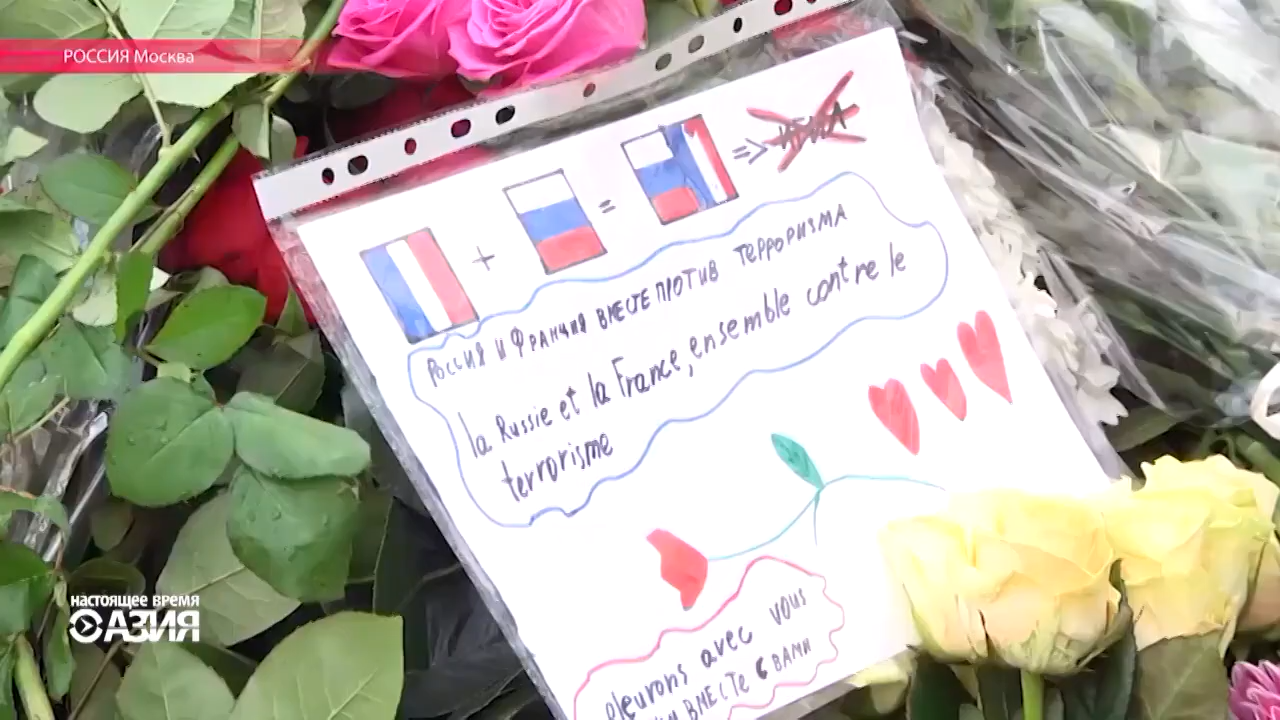 РОССИЯ Москва
+ = =>
РОССИЯ И ФРАНЦИЯ ВМЕСТЕ ПРОТИВ ТЕРРОРИЗМА
la Russie et la France, ensemble contre le
terrorisme
pleurons avec vous
ВМЕСТЕ С ВАМИ
НАСТОЯЩЕЕ ВРЕМЯ
АЗИЯ